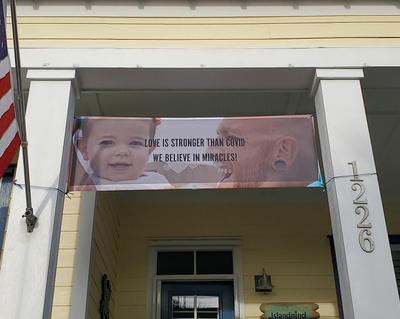 LOVE IS STRONGER THAN COVID
WE BELIEVE IN MIRACLES!
1226